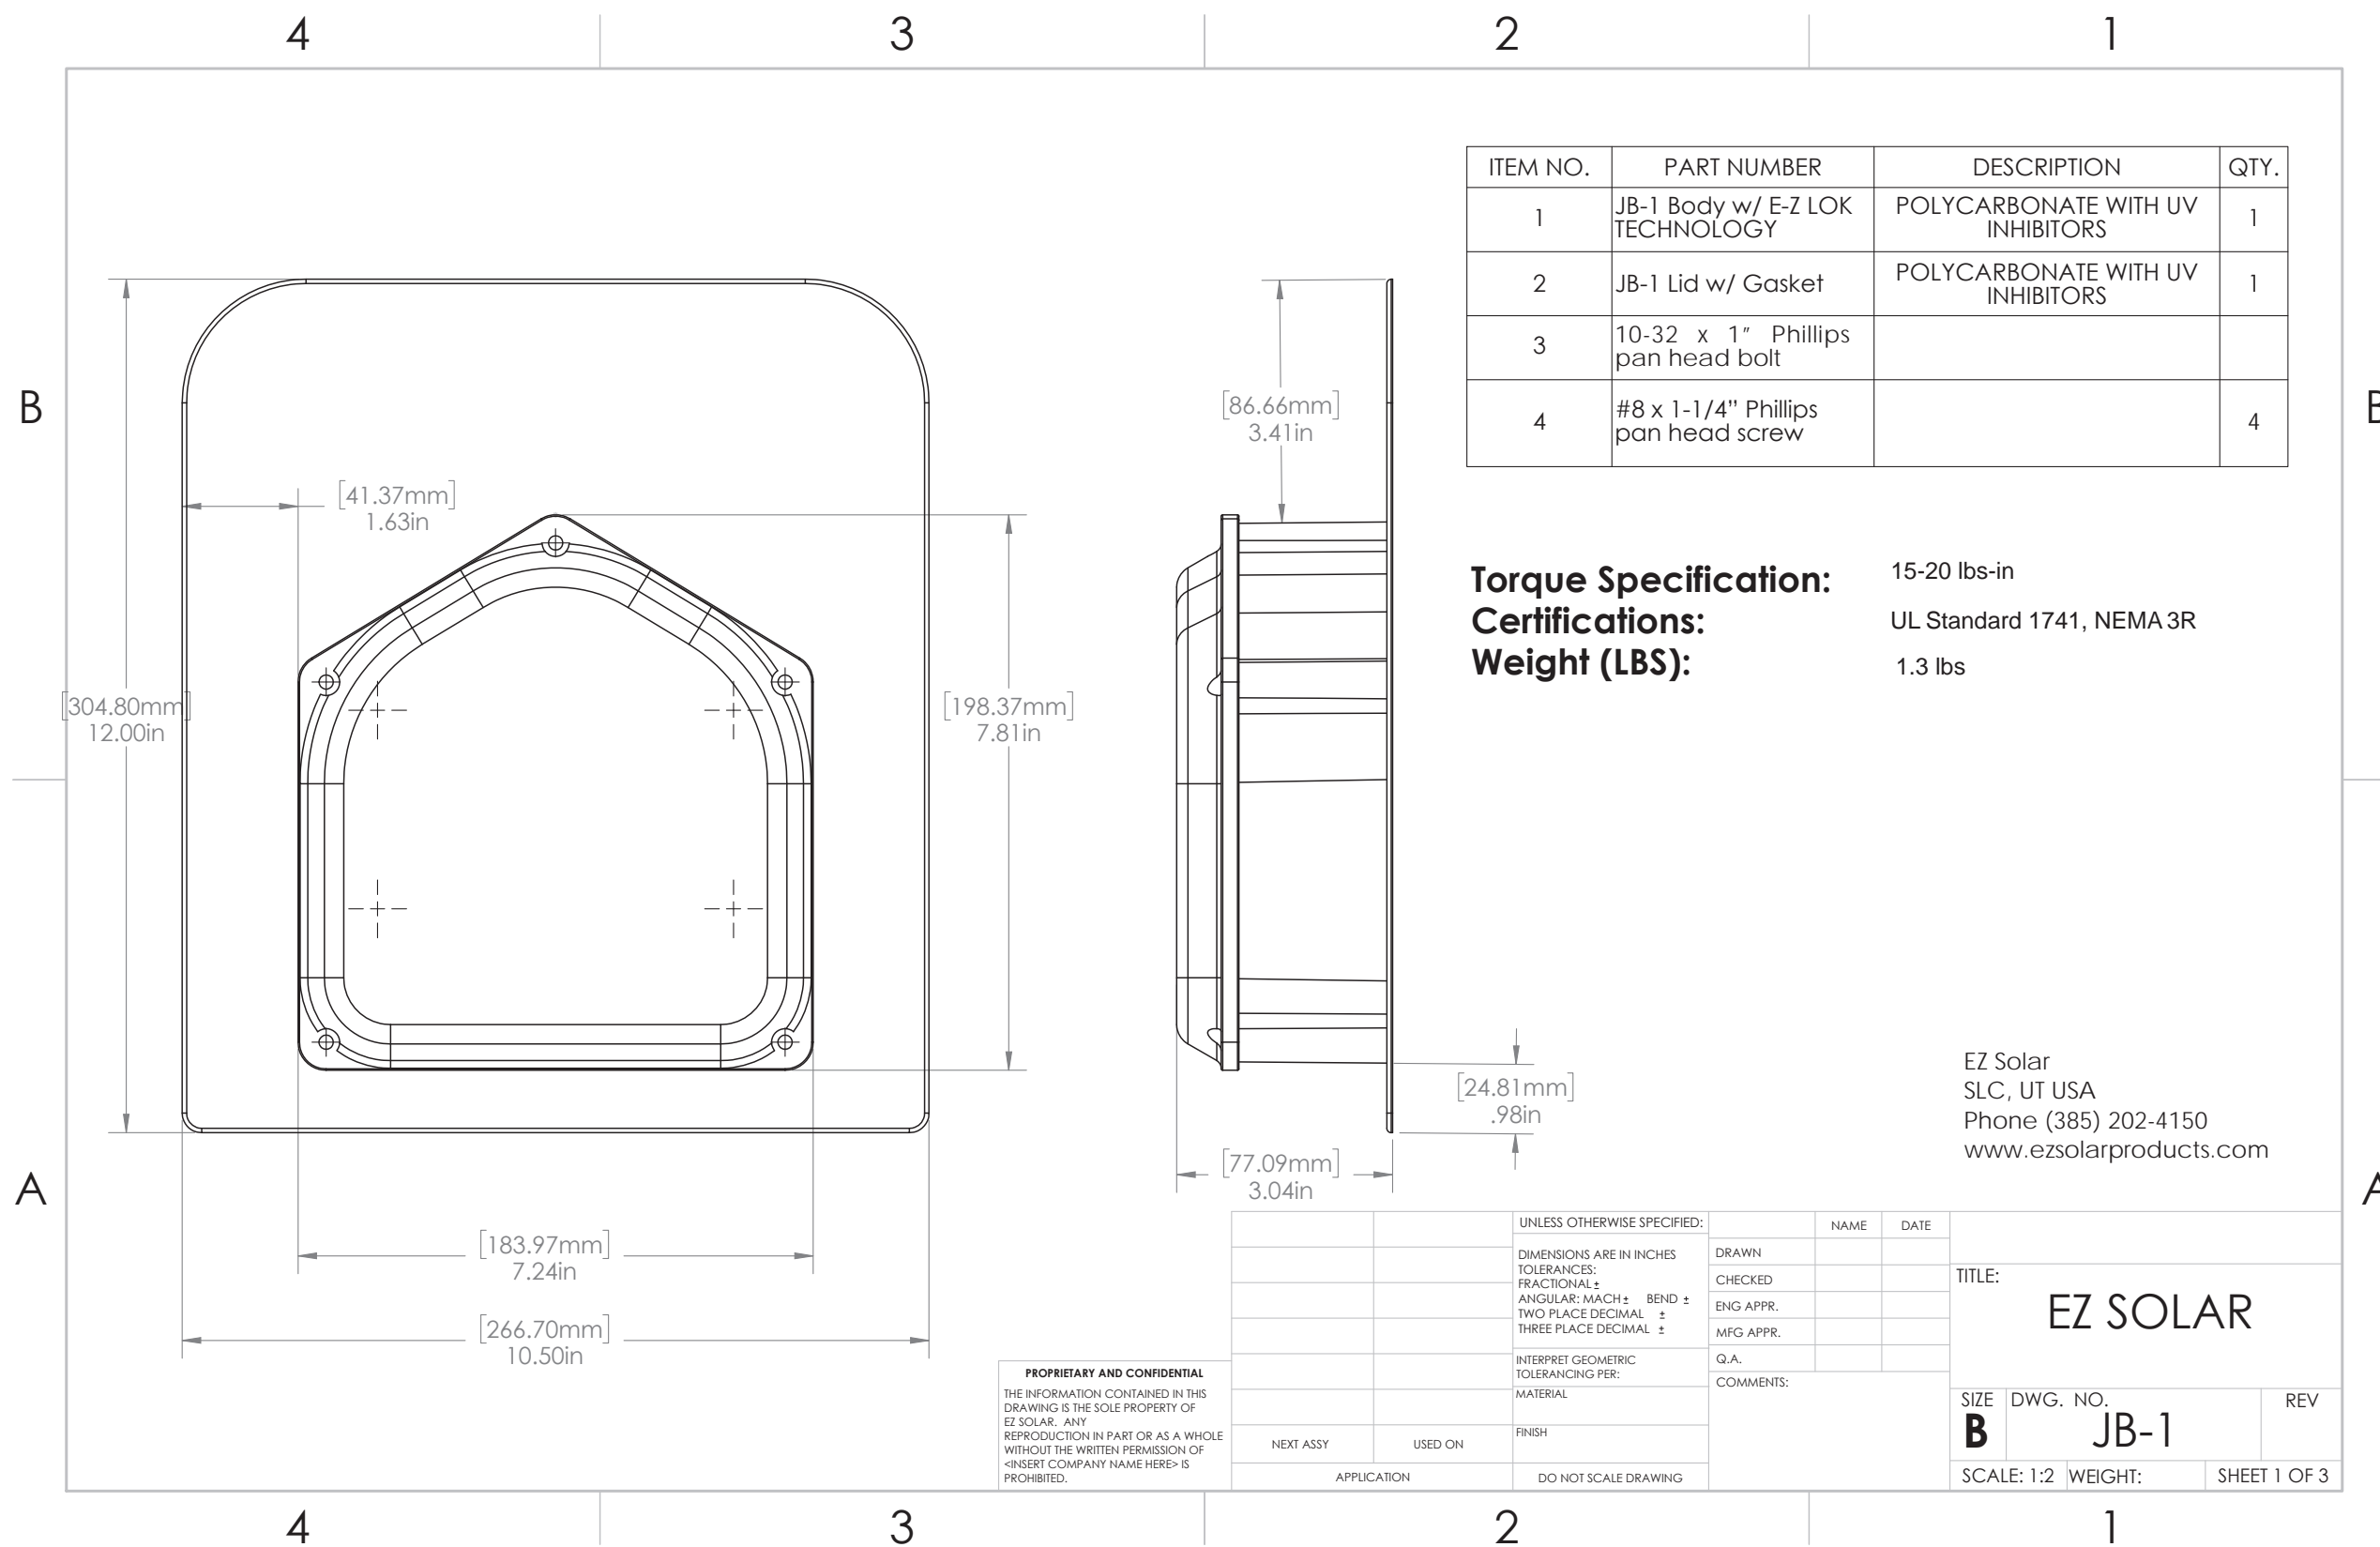 4 3 2 1
ITEM NO. PART NUMBER DESCRIPTION QTY.
1 JB-1 Body w/ E-Z LOK TECHNOLOGY POLYCARBONATE WITH UV INHIBITORS 1
2 JB-1 Lid w/ Gasket POLYCARBONATE WITH UV INHIBITORS 1
3 10-32 x 1" Phillips pan head bolt
4 #8 x 1-1/4” Phillips pan head screw 4
B B
[86.66mm]
3.41in
[41.37mm]
1.63in
Torque Specification: 15-20 lbs-in
Certifications: UL Standard 1741, NEMA 3R
Weight (LBS): 1.3 lbs
[304.80mm]
12.00in
[198.37mm]
7.81in
[24.81mm]
.98in
EZ Solar
SLC, UT USA
Phone (385) 202-4150
www.ezsolarproducts.com
A A
[77.09mm]
3.04in
[183.97mm]
7.24in
[266.70mm]
10.50in
PROPRIETARY AND CONFIDENTIAL
THE INFORMATION CONTAINED IN THIS
DRAWING IS THE SOLE PROPERTY OF
EZ SOLAR. ANY
REPRODUCTION IN PART OR AS A WHOLE
WITHOUT THE WRITTEN PERMISSION OF
<INSERT COMPANY NAME HERE> IS
PROHIBITED.
NEXT ASSY USED ON
APPLICATION
UNLESS OTHERWISE SPECIFIED:
DIMENSIONS ARE IN INCHES
TOLERANCES:
FRACTIONAL ±
ANGULAR: MACH ± BEND ±
TWO PLACE DECIMAL ±
THREE PLACE DECIMAL ±
INTERPRET GEOMETRIC
TOLERANCING PER:
MATERIAL
FINISH
DO NOT SCALE DRAWING
NAME DATE
DRAWN
CHECKED
ENG APPR.
MFG APPR.
Q.A.
COMMENTS:
TITLE:
EZ SOLAR
SIZE DWG. NO. REV
B JB-1
SCALE: 1:2 WEIGHT: SHEET 1 OF 3
4 3 2 1